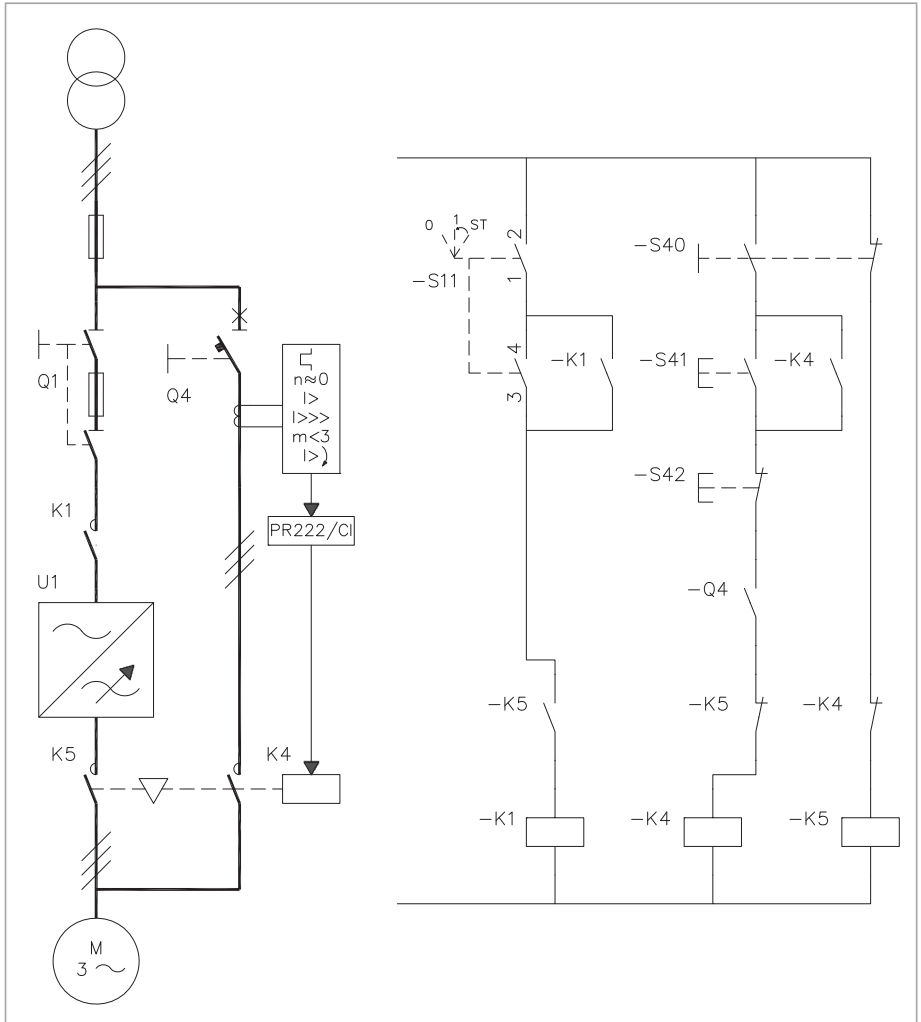 Q1
Q4
n≈0
I>
I>>>
m<3
I>
K1
PR222/CI
U1
K5
K4
M
3 ~
0 1 ST
-S11
2
1
4
3
-K1
-K5
-K1
-S40
-S41
-K4
-S42
-Q4
-K5
-K4
-K4
-K5